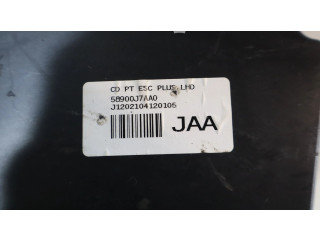 CD PT ESC PLUS LHD
58900J7AA0
J1202104120105
JAA